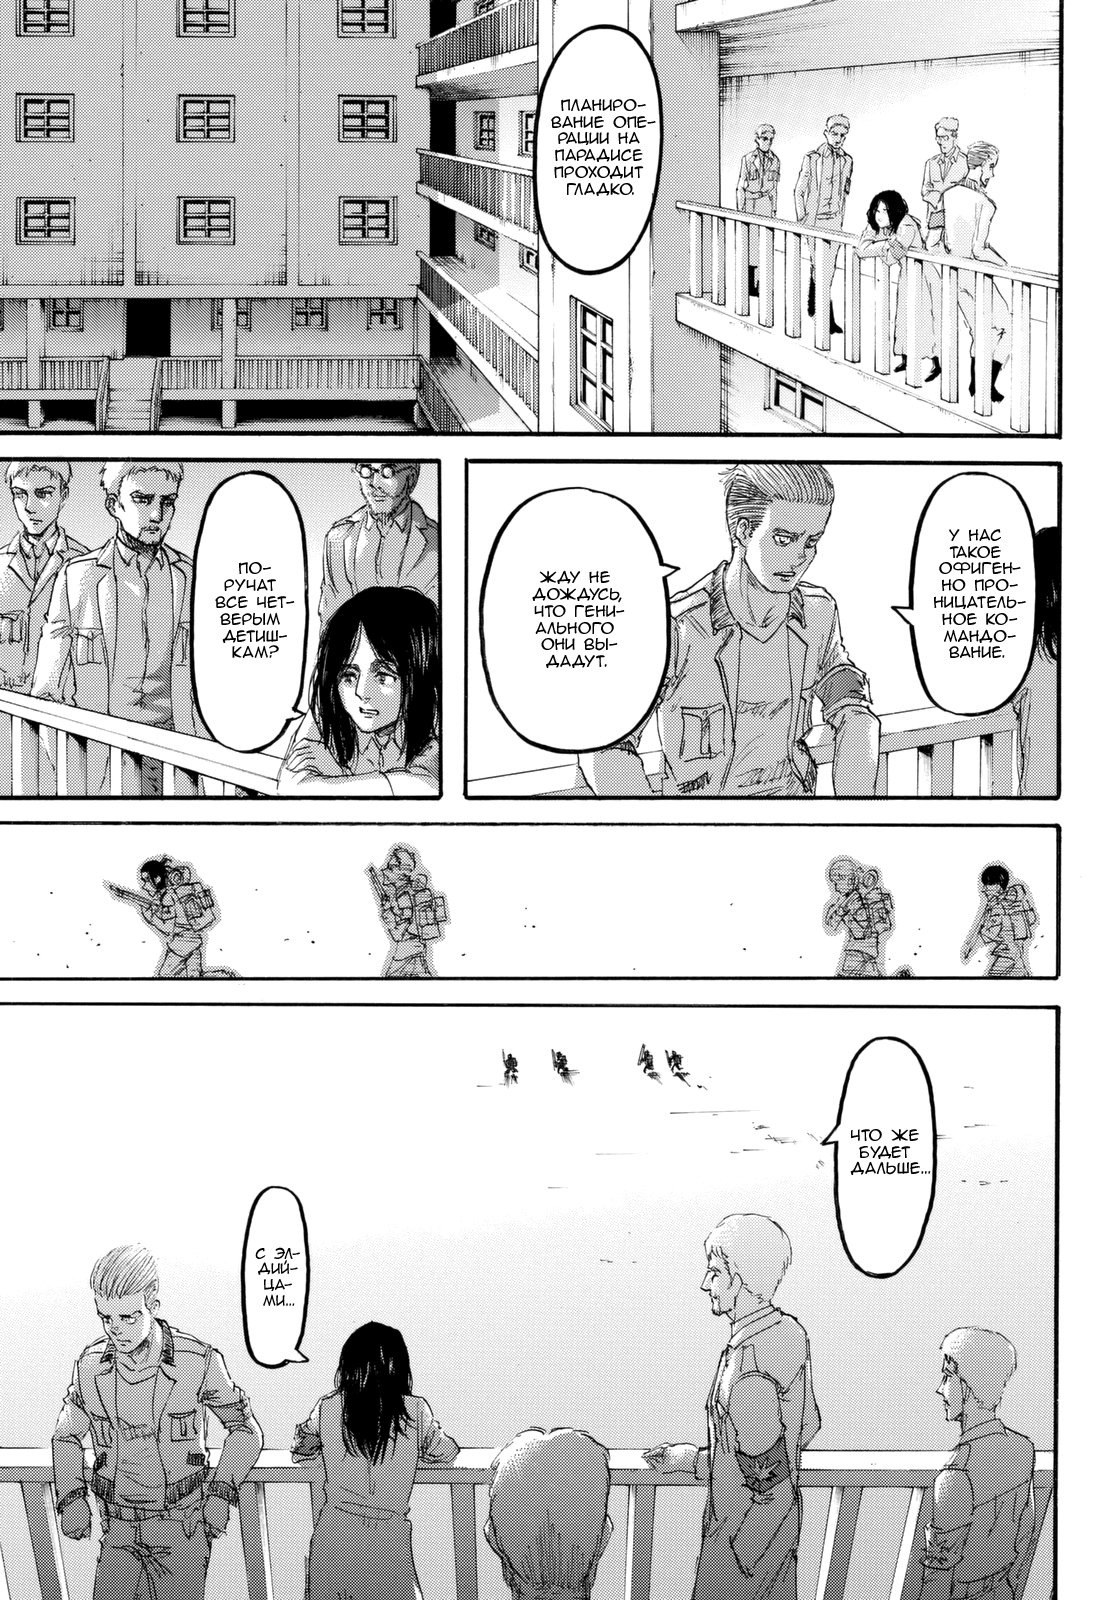 ПЛАНИРО-
ВАНИЕ ОПЕ-
РАЦИИ НА
ПАРАДИСЕ
ПРОХОДИТ
ГЛАДКО.
У НАС
ТАКОЕ
ОФИГЕН-
НО ПРО-
НИЦАТЕЛЬ-
НОЕ КО-
МАНДО-
ВАНИЕ.
ЖДУ НЕ
ДОЖДУСЬ,
ЧТО ГЕНИ-
АЛЬНОГО
ОНИ ВЫ-
ДАДУТ.
ПО-
РУЧАТ
ВСЕ ЧЕТ-
ВЕРЫМ
ДЕТИШ-
КАМ?
ЧТО ЖЕ
БУДЕТ
ДАЛЬШЕ...
С ЭЛ-
ДИЙ-
ЦА-
МИ...